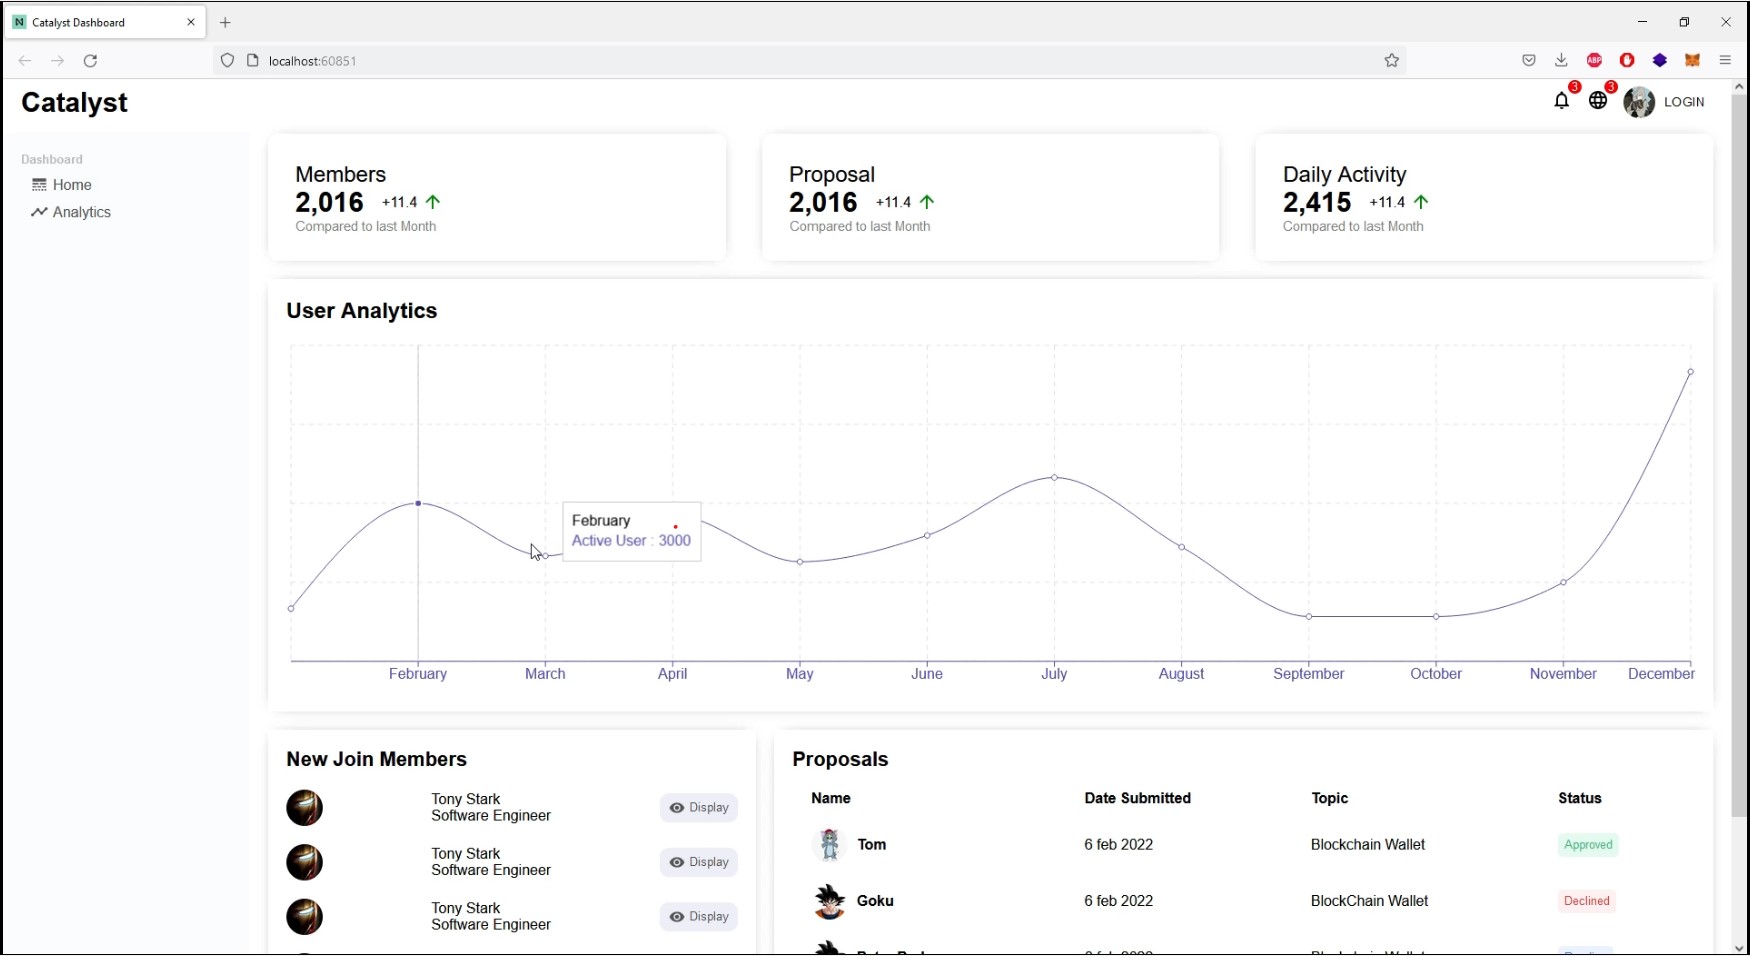 Catalyst Dashboard
localhost:60851
ABP
Catalyst
3
3
LOGIN
Dashboard
Home
Analytics
Members
2,016 +11.4
Compared to last Month
Proposal
2,016 +11.4
Compared to last Month
Daily Activity
2,415 +11.4
Compared to last Month
User Analytics
February
Active User : 3000
February March April May June July August September October November December
New Join Members
Tony Stark
Software Engineer
Display
Tony Stark
Software Engineer
Display
Tony Stark
Software Engineer
Display
Proposals
Name Date Submitted Topic Status
Tom 6 feb 2022 Blockchain Wallet Approved
Goku 6 feb 2022 BlockChain Wallet Declined